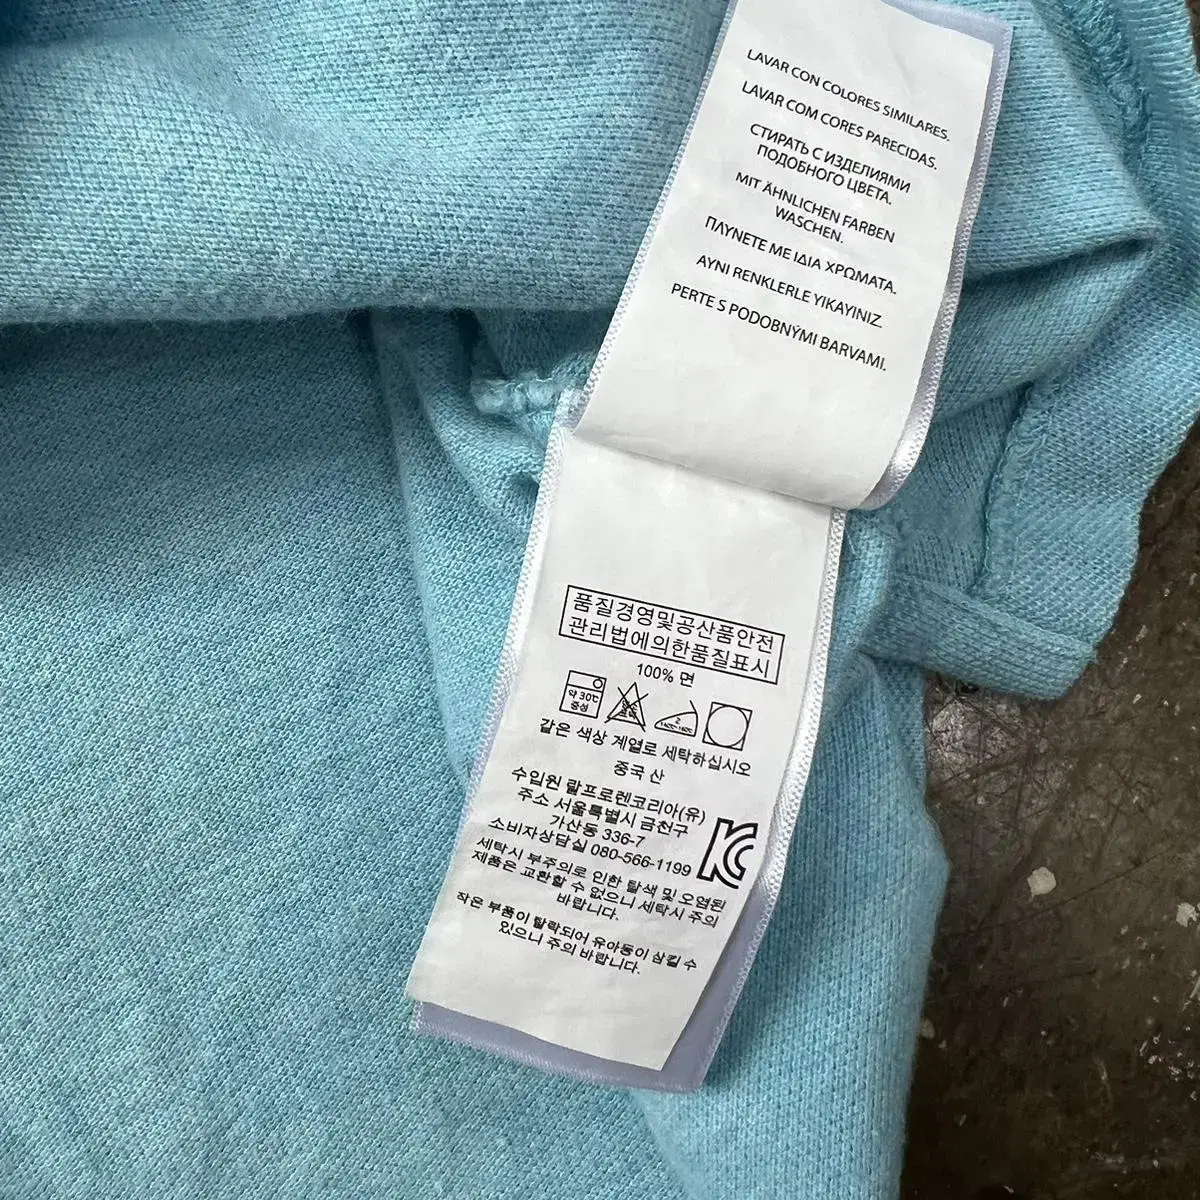 LAVAR CON COLORES SIMILARES.
LAVAR COM CORES PARECIDAS.
СТИРАТЬ С ИЗДЕЛИЯМИ
ПОДОБНОГО ЦВЕТА.
MIT ÄHNLICHEN FARBEN
WASCHEN.
ΠΛΥΝΕΤΕ ΜΕ ΙΔΙΑ ΧΡΩΜΑΤΑ.
AYNI RENKLERLE YIKAYINIZ.
PERTE S PODOBNÝMI BARVAMI.
품질경영및공산품안전
관리법에의한품질표시
100% 면
약 30℃
중성
2
140℃~160℃
같은 색상 계열로 세탁하십시오
중국 산
수입원 랄프로렌코리아(유)
주소 서울특별시 금천구
가산동 336-7
소비자상담실 080-566-1199
세탁시 부주의로 인한 탈색 및 오염된
제품은 교환할 수 없으니 세탁시 주의
바랍니다.
작은 부품이 탈락되어 유아동이 삼킬 수
있으니 주의 바랍니다.